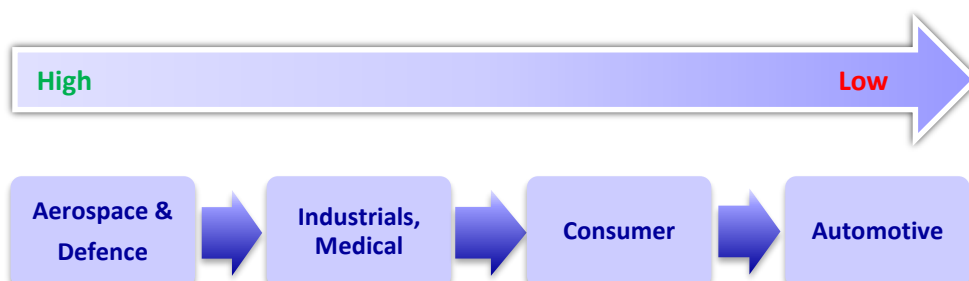 High
Low
Aerospace &
Defence
Industrials,
Medical
Consumer
Automotive